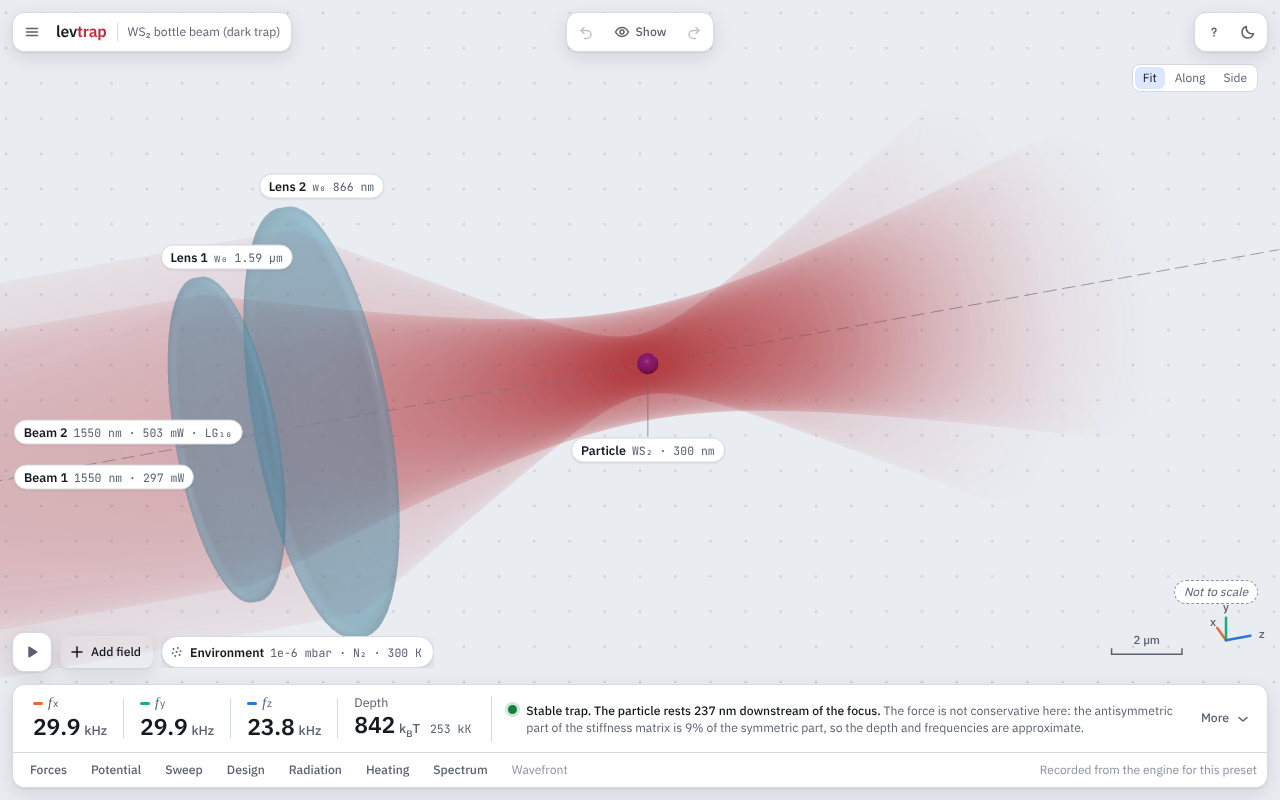 levtrap WS₂ bottle beam (dark trap)
Show
?
Fit Along Side
Lens 2 w₀ 866 nm
Lens 1 w₀ 1.59 µm
Beam 2 1550 nm · 503 mW · LG₁₀
Beam 1 1550 nm · 297 mW
Particle WS₂ · 300 nm
Not to scale
y
x
z
2 µm
Add field
Environment 1e-6 mbar · N₂ · 300 K
fx
29.9 kHz
fy
29.9 kHz
fz
23.8 kHz
Depth
842 k_BT 253 kK
Stable trap. The particle rests 237 nm downstream of the focus. The force is not conservative here: the antisymmetric
part of the stiffness matrix is 9% of the symmetric part, so the depth and frequencies are approximate.
More
Forces Potential Sweep Design Radiation Heating Spectrum Wavefront
Recorded from the engine for this preset